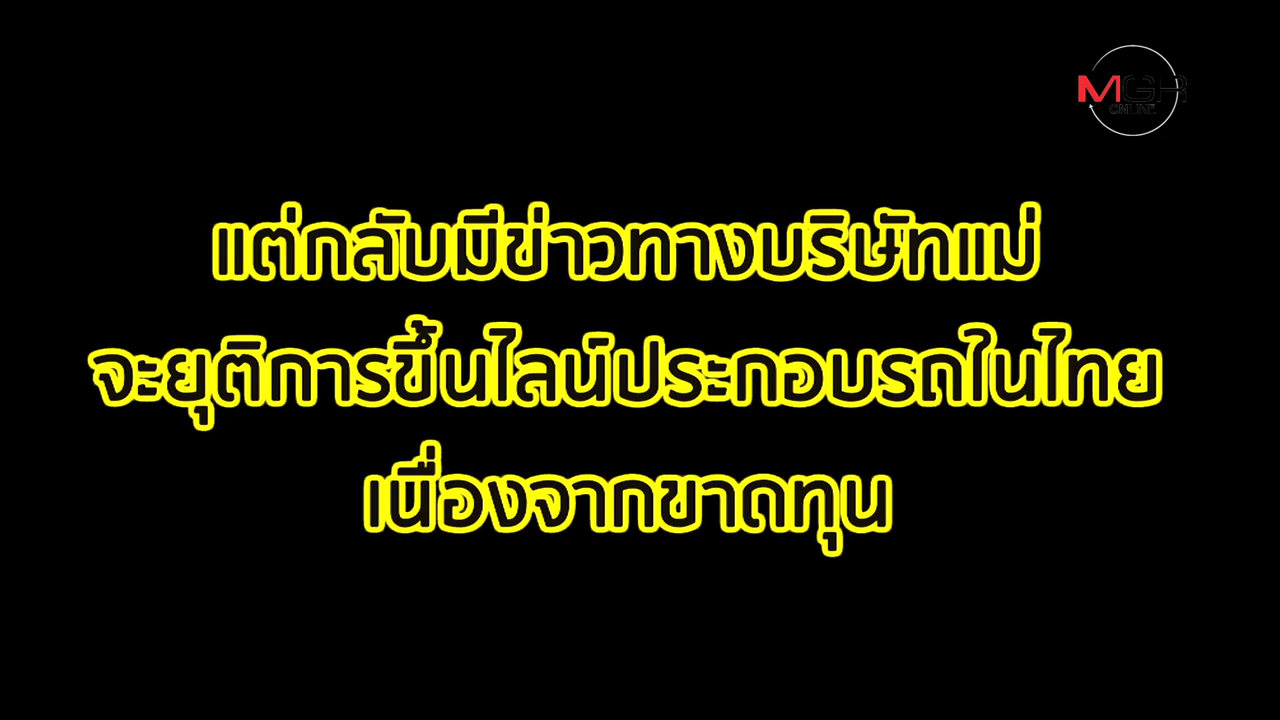 MGR
ONLINE
แต่กลับมีข่าวทางบริษัทแม่
จะยุติการขึ้นไลน์ประกอบรถในไทย
เนื่องจากขาดทุน